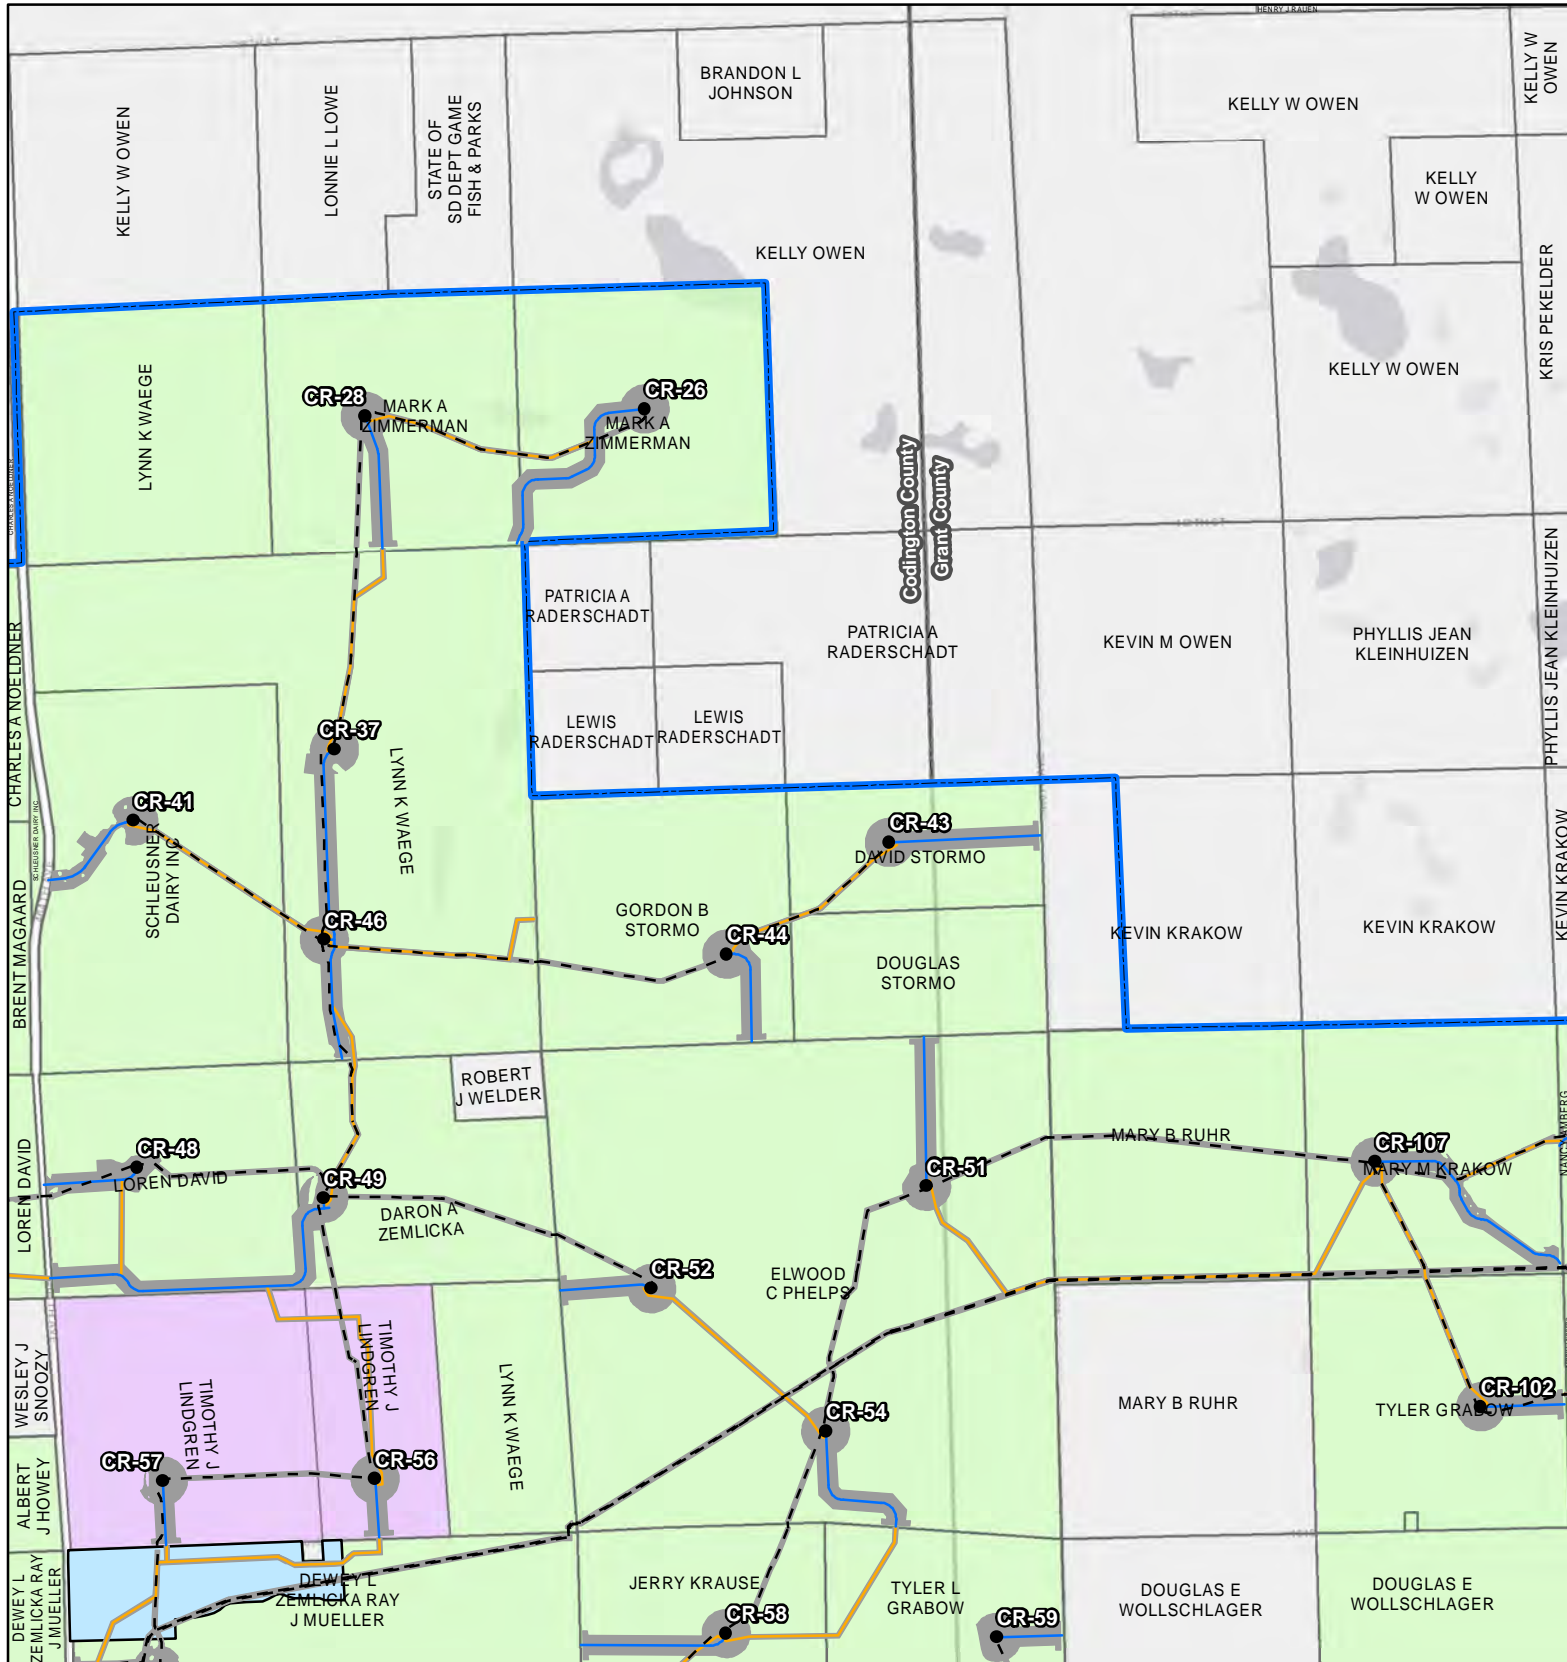 HENRY J RAUEN
KELLY W OWEN
LONNIE L LOWE
STATE OF
SD DEPT GAME
FISH & PARKS
BRANDON L
JOHNSON
KELLY OWEN
KELLY W OWEN
KELLY W
OWEN
KELLY
W OWEN
KELLY W OWEN
KRIS PEKELDER
LYNN K WAEGE
CR-28
MARK A
ZIMMERMAN
CR-26
MARK A
ZIMMERMAN
Codington County
Grant County
PATRICIA A
RADERSCHADT
PATRICIA A
RADERSCHADT
KEVIN M OWEN
PHYLLIS JEAN
KLEINHUIZEN
PHYLLIS JEAN KLEINHUIZEN
LEWIS
RADERSCHADT
LEWIS
RADERSCHADT
CHARLES A NOELDNER
CR-37
LYNN K WAEGE
CR-41
SCHLEUSNER
DAIRY INC
SCHLEUSNER DAIRY INC
BRENT MAGAARD
CR-43
DAVID STORMO
CR-46
GORDON B
STORMO
CR-44
DOUGLAS
STORMO
KEVIN KRAKOW
KEVIN KRAKOW
KEVIN KRAKOW
ROBERT
J WELDER
LOREN DAVID
CR-48
LOREN DAVID
CR-49
DARON A
ZEMLICKA
CR-51
MARY B RUHR
CR-107
MARY M KRAKOW
CR-52
ELWOOD
C PHELPS
WESLEY J
SNOOZY
TIMOTHY J
LINDGREN
TIMOTHY J
LINDGREN
LYNN K WAEGE
CR-54
MARY B RUHR
CR-102
TYLER GRABOW
ALBERT
J HOWEY
CR-57
CR-56
DEWEY L
ZEMLICKA RAY
J MUELLER
DEWEY L
ZEMLICKA RAY
J MUELLER
JERRY KRAUSE
CR-58
TYLER L
GRABOW
CR-59
DOUGLAS E
WOLLSCHLAGER
DOUGLAS E
WOLLSCHLAGER